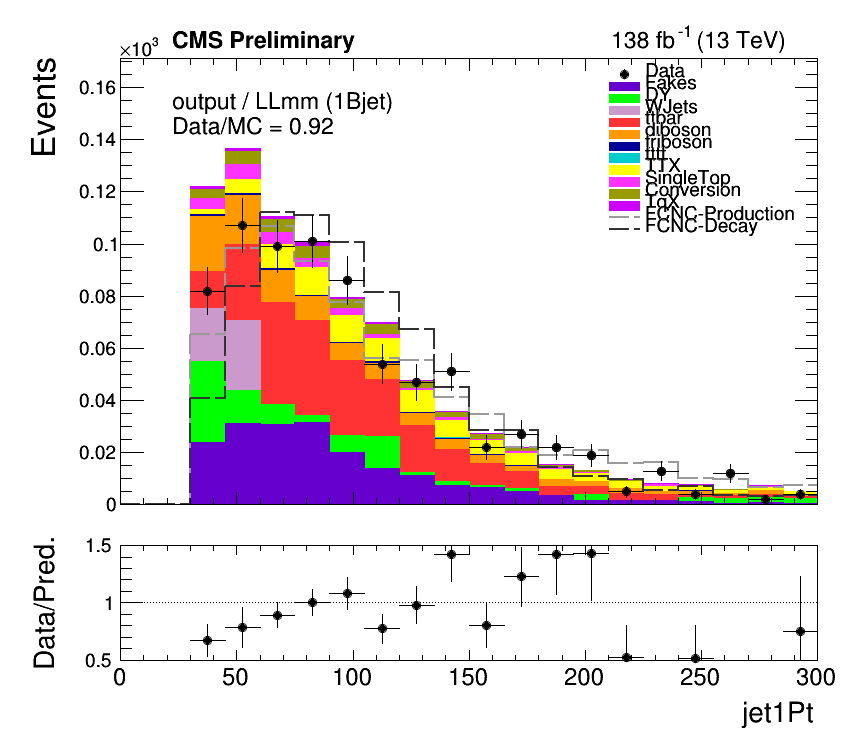 ×10³ CMS Preliminary 138 fb⁻¹ (13 TeV)
Events
output / LLmm (1Bjet)
Data/MC = 0.92
Data
Fakes
DY
WJets
ttbar
diboson
triboson
tttt
TTX
SingleTop
Conversion
TqX
FCNC-Production
FCNC-Decay
0.16
0.14
0.12
0.1
0.08
0.06
0.04
0.02
0
Data/Pred.
1.5
1
0.5
0 50 100 150 200 250 300
jet1Pt